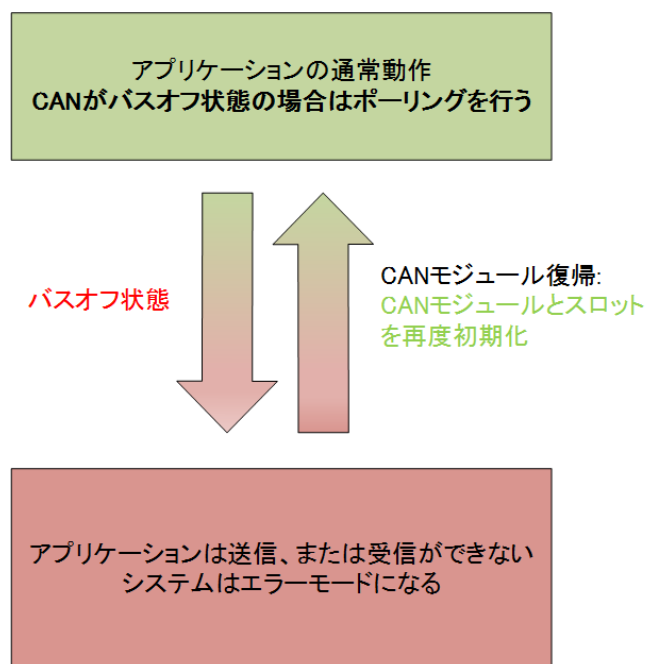 アプリケーションの通常動作
CANがバスオフ状態の場合はポーリングを行う
バスオフ状態
CANモジュール復帰:
CANモジュールとスロット
を再度初期化
アプリケーションは送信、または受信ができない
システムはエラーモードになる